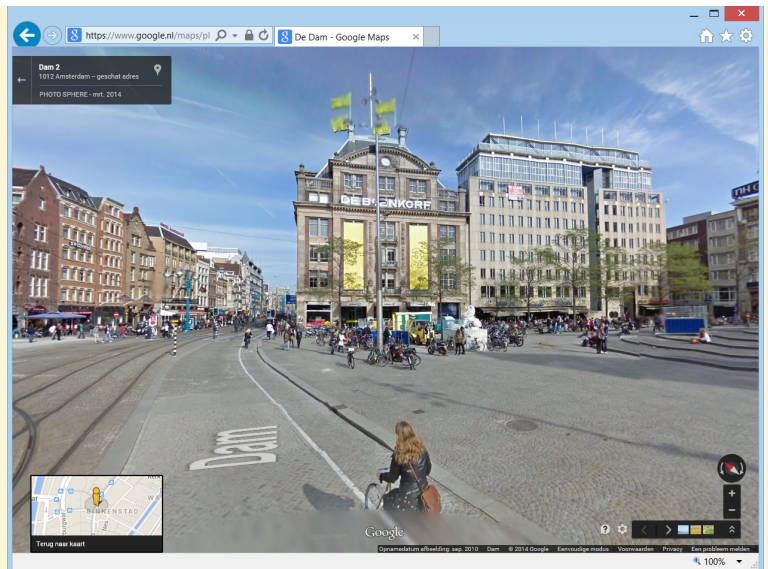 https://www.google.nl/maps/pl
De Dam - Google Maps
Dam 2
1012 Amsterdam – geschat adres
PHOTO SPHERE - mrt. 2014
DE BIJENKORF
Dam
BINNENSTAD
Nes
Terug naar kaart
Google
Opnamedatum afbeelding: sep. 2010 Dam © 2014 Google Eenvoudige modus Voorwaarden Privacy Een probleem melden
100%